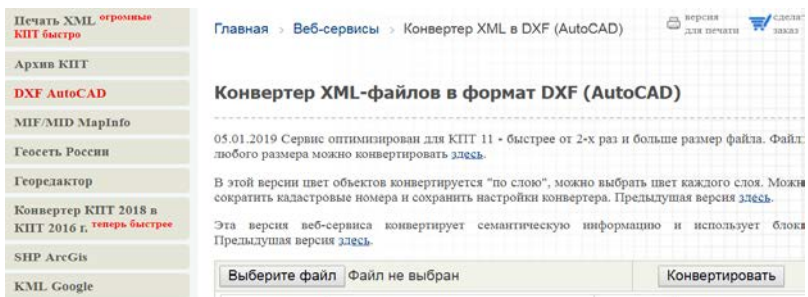 Печать XML огромные
КПТ быстро
Архив КПТ
DXF AutoCAD
MIF/MID MapInfo
Геосеть России
Георедактор
Конвертер КПТ 2018 в
КПТ 2016 г. теперь быстрее
SHP ArcGis
KML Google
Главная > Веб-сервисы > Конвертер XML в DXF (AutoCAD)
версия
для печати
сделат
заказ
Конвертер XML-файлов в формат DXF (AutoCAD)
05.01.2019 Сервис оптимизирован для КПТ 11 - быстрее от 2-х раз и больше размер файла. Файл
любого размера можно конвертировать здесь.
В этой версии цвет объектов конвертируется "по слою", можно выбрать цвет каждого слоя. Можн
сократить кадастровые номера и сохранить настройки конвертера. Предыдущая версия здесь.
Эта версия веб-сервиса конвертирует семантическую информацию и использует блок
Предыдущая версия здесь.
Выберите файл Файл не выбран
Конвертировать